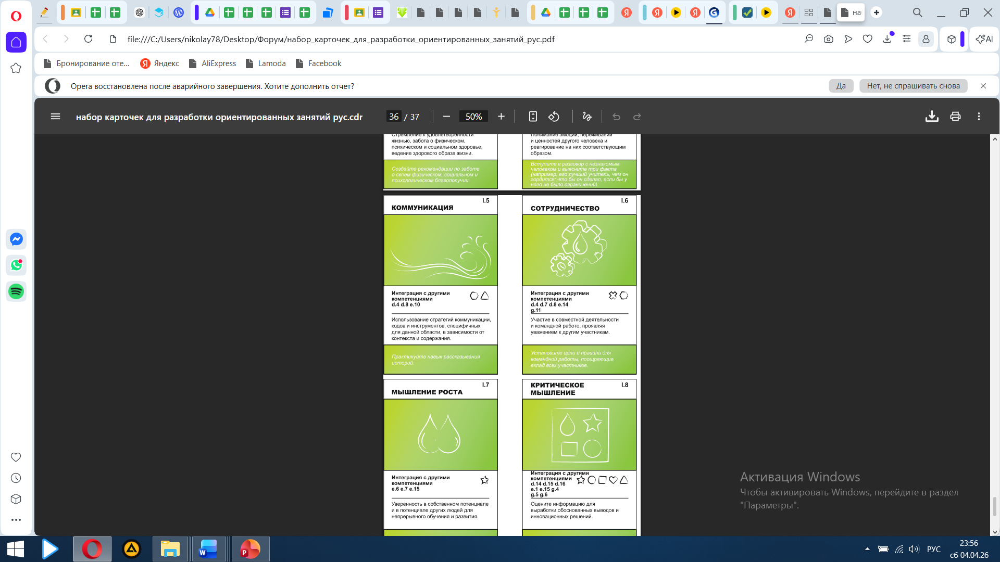 на
file:///C:/Users/nikolay78/Desktop/Форум/набор_карточек_для_разработки_ориентированных_занятий_рус.pdf
AI
Бронирование оте...
Яндекс
AliExpress
Lamoda
Facebook
Opera восстановлена после аварийного завершения. Хотите дополнить отчет?
Да
Нет, не спрашивать снова
набор карточек для разработки ориентированных занятий рус.cdr
36 / 37
50%
Стремление к удовлетворенности
жизнью, забота о физическом,
психическом и социальном здоровье,
ведение здорового образа жизни.
Создайте рекомендации по заботе
о своем физическом, социальном и
психологическом благополучии.
Понимание эмоций, переживаний
и ценностей другого человека и
реагирование на них соответствующим
образом.
Вступите в разговор с незнакомым
человеком и выясните три факта
(например, его лучший учитель, чем он
гордится; что бы он сделал, если бы у
него не было ограничений).
I.5
КОММУНИКАЦИЯ
Интеграция с другими
компетенциями
d.4 d.8 e.10
Использование стратегий коммуникации,
кодов и инструментов, специфичных
для данной области, в зависимости от
контекста и содержания.
Практикуйте навык рассказывания
историй.
I.6
СОТРУДНИЧЕСТВО
Интеграция с другими
компетенциями
d.4 d.7 d.8 e.14
g.11
Участие в совместной деятельности
и командной работе, проявляя
уважением к другим участникам.
Установите цели и правила для
командной работы, поощряющие
вклад всех участников.
I.7
МЫШЛЕНИЕ РОСТА
Интеграция с другими
компетенциями
e.6 e.7 e.15
Уверенность в собственном потенциале
и в потенциале других людей для
непрерывного обучения и развития.
I.8
КРИТИЧЕСКОЕ
МЫШЛЕНИЕ
Интеграция с другими
компетенциями
d.14 d.15 d.16
e.1 e.15 g.4
g.5 g.6
Оцените информацию для
выработки обоснованных выводов и
инновационных решений.
Активация Windows
Чтобы активировать Windows, перейдите в раздел
"Параметры".
РУС
23:56
сб 04.04.26